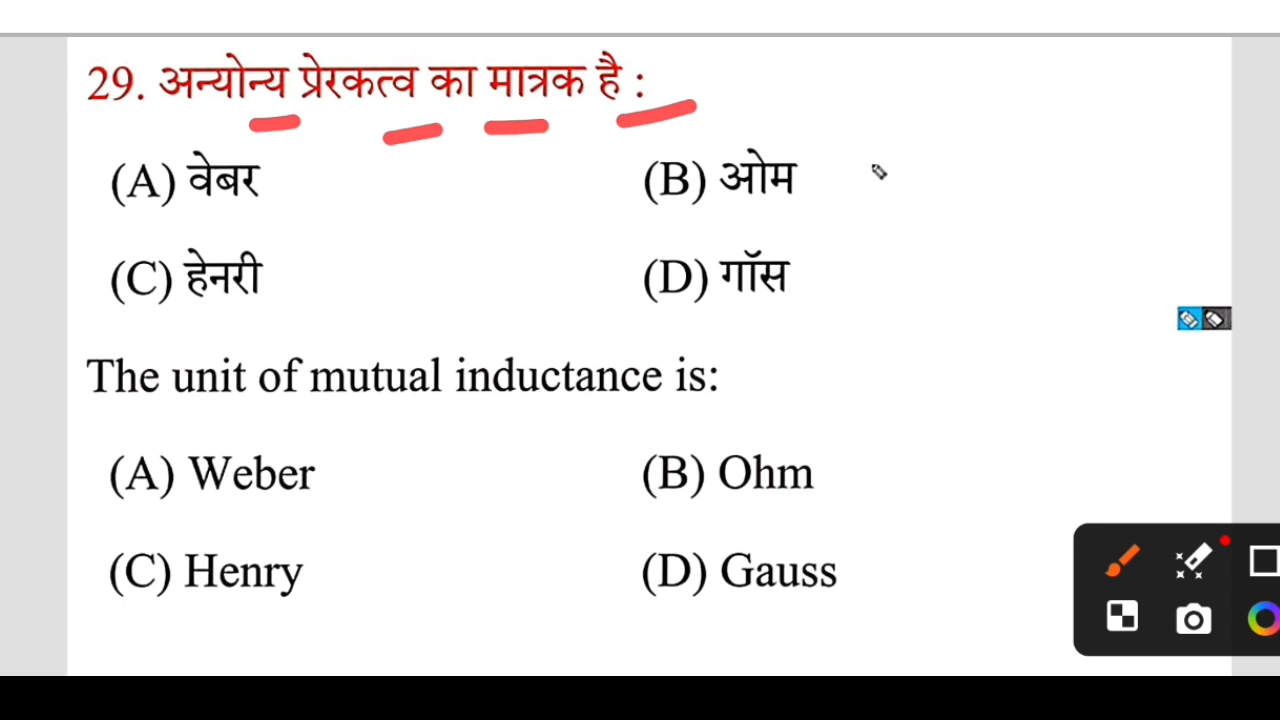 29. अन्योन्य प्रेरकत्व का मात्रक है :
(A) वेबर (B) ओम
(C) हेनरी (D) गॉस
The unit of mutual inductance is:
(A) Weber (B) Ohm
(C) Henry (D) Gauss